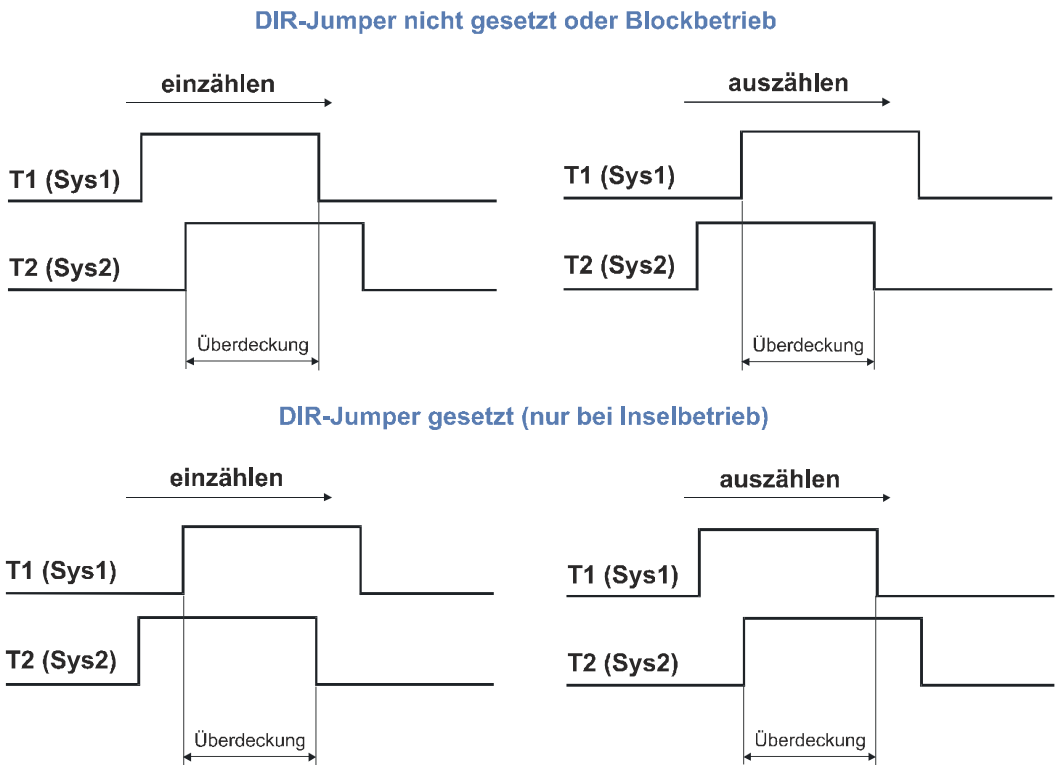 DIR-Jumper nicht gesetzt oder Blockbetrieb
einzählen
T1 (Sys1)
T2 (Sys2)
Überdeckung
auszählen
T1 (Sys1)
T2 (Sys2)
Überdeckung
DIR-Jumper gesetzt (nur bei Inselbetrieb)
einzählen
T1 (Sys1)
T2 (Sys2)
Überdeckung
auszählen
T1 (Sys1)
T2 (Sys2)
Überdeckung